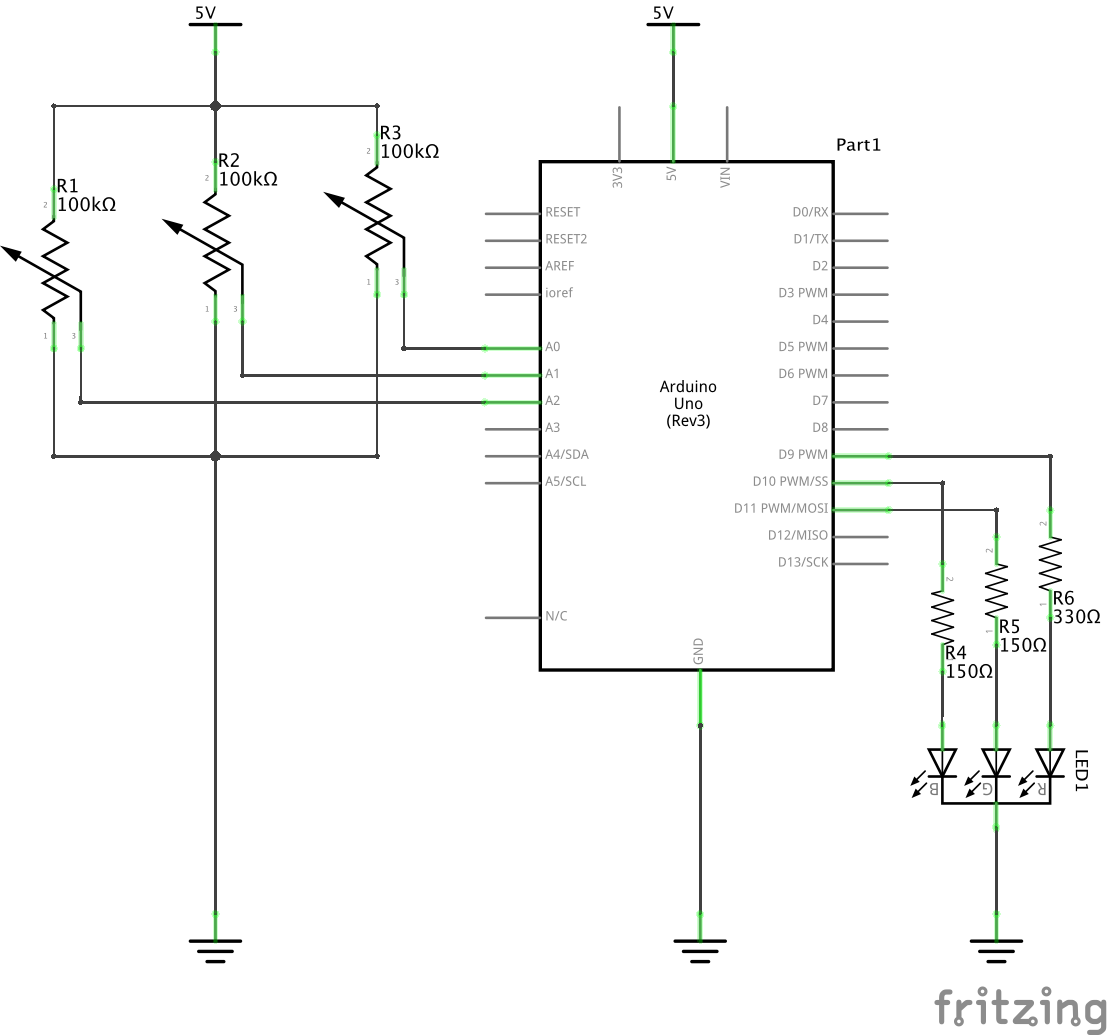 5V
5V
R1
100kΩ
2
1
3
R2
100kΩ
2
1
3
R3
100kΩ
2
1
3
Part1
3V3
5V
VIN
RESET
RESET2
AREF
ioref
A0
A1
A2
A3
A4/SDA
A5/SCL
N/C
Arduino
Uno
(Rev3)
D0/RX
D1/TX
D2
D3 PWM
D4
D5 PWM
D6 PWM
D7
D8
D9 PWM
D10 PWM/SS
D11 PWM/MOSI
D12/MISO
D13/SCK
GND
2
R4
150Ω
2
1
R5
150Ω
2
1
R6
330Ω
B
G
R
LED1
fritzing